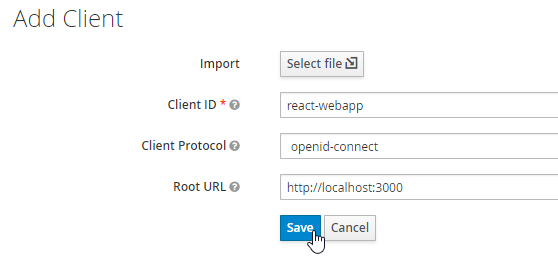 Add Client
Import Select file
Client ID * react-webapp
Client Protocol openid-connect
Root URL http://localhost:3000
Save Cancel